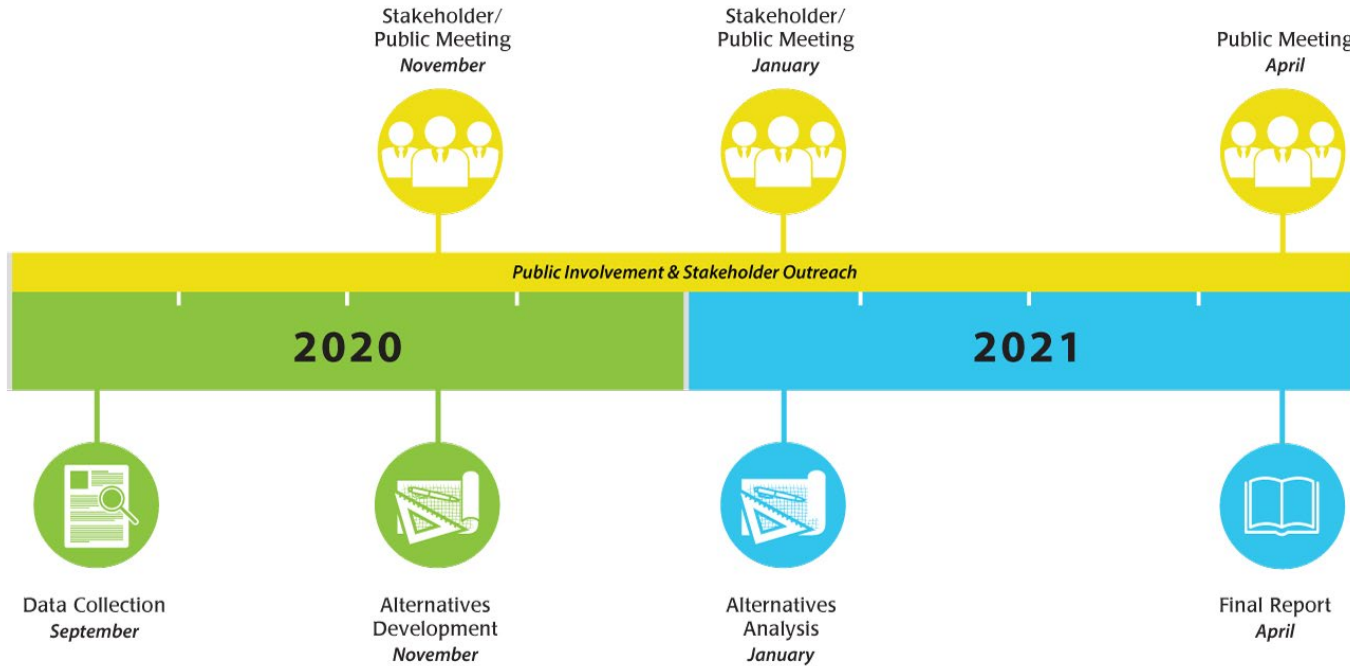 Stakeholder/
Public Meeting
November
Stakeholder/
Public Meeting
January
Public Meeting
April
Public Involvement & Stakeholder Outreach
2020
2021
Data Collection
September
Alternatives
Development
November
Alternatives
Analysis
January
Final Report
April